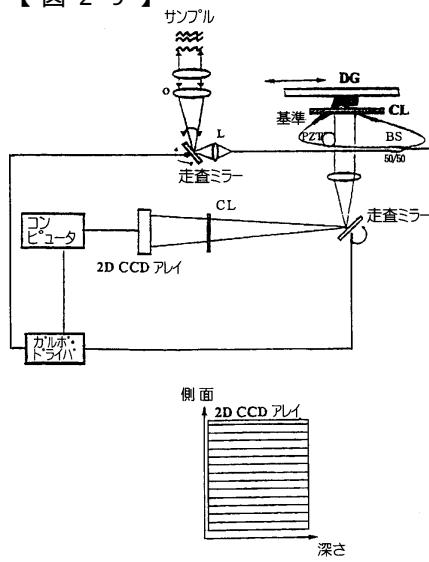 【図29】
サンプル
DG
CL
基準
O
PZT
BS
50/50
L
走査ミラー
走査ミラー
CL
コン
ピュータ
2D CCD アレイ
ガルボ・
ドライバ
側面
2D CCD アレイ
深さ